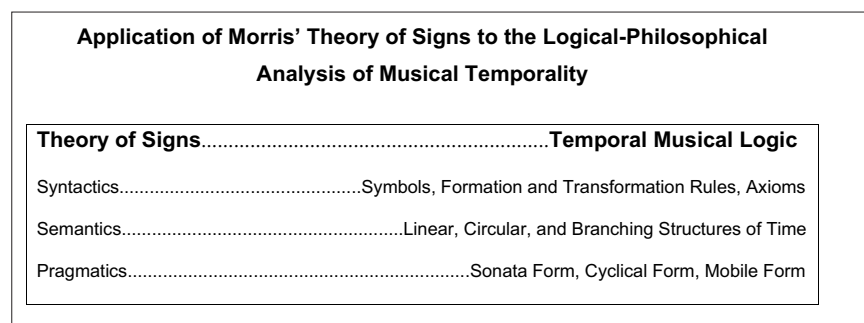 Application of Morris’ Theory of Signs to the Logical-Philosophical
Analysis of Musical Temporality
Theory of Signs................................................................Temporal Musical Logic
Syntactics.............................................Symbols, Formation and Transformation Rules, Axioms
Semantics....................................................Linear, Circular, and Branching Structures of Time
Pragmatics................................................................Sonata Form, Cyclical Form, Mobile Form